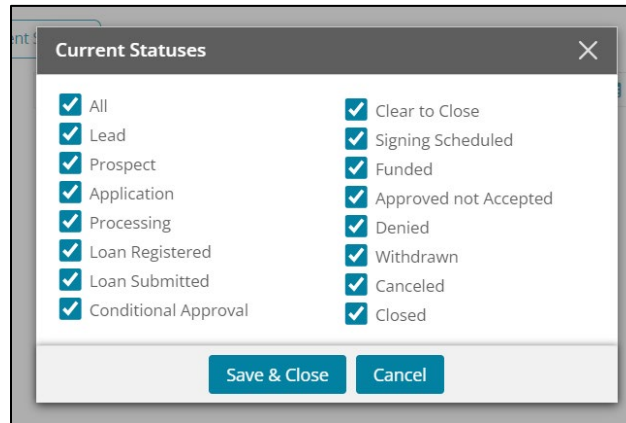 ent S
Current Statuses
All
Lead
Prospect
Application
Processing
Loan Registered
Loan Submitted
Conditional Approval
Clear to Close
Signing Scheduled
Funded
Approved not Accepted
Denied
Withdrawn
Canceled
Closed
Save & Close
Cancel